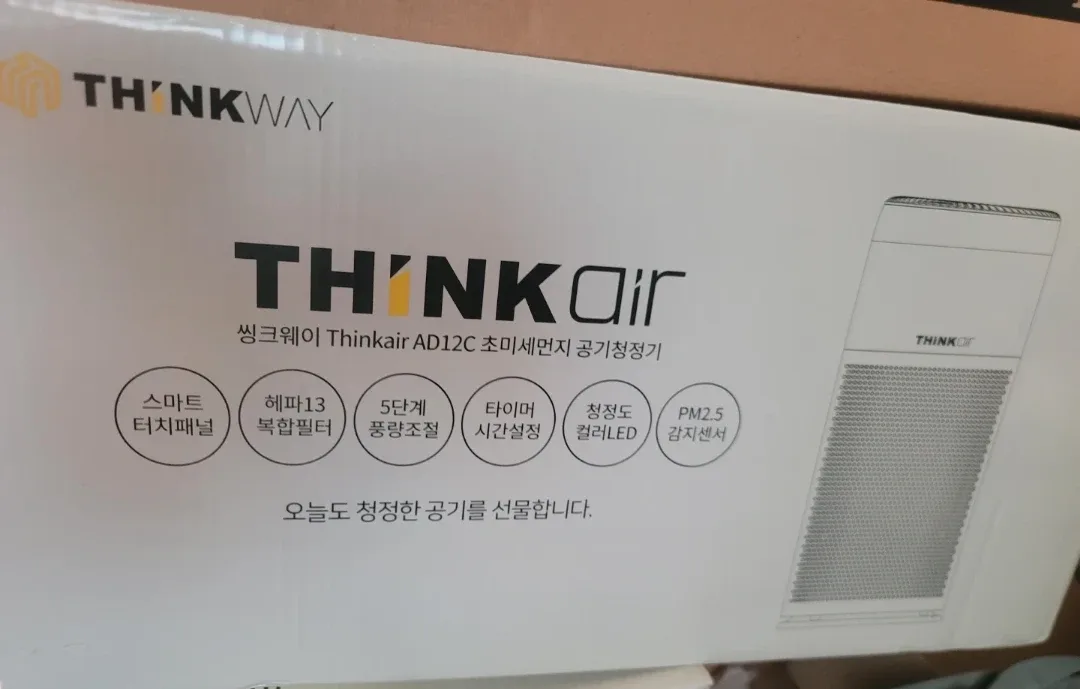 THINKWAY
THINKair
씽크웨이 Thinkair AD12C 초미세먼지 공기청정기
스마트
터치패널
헤파13
복합필터
5단계
풍량조절
타이머
시간설정
청정도
컬러LED
PM2.5
감지센서
오늘도 청정한 공기를 선물합니다.
THINKair